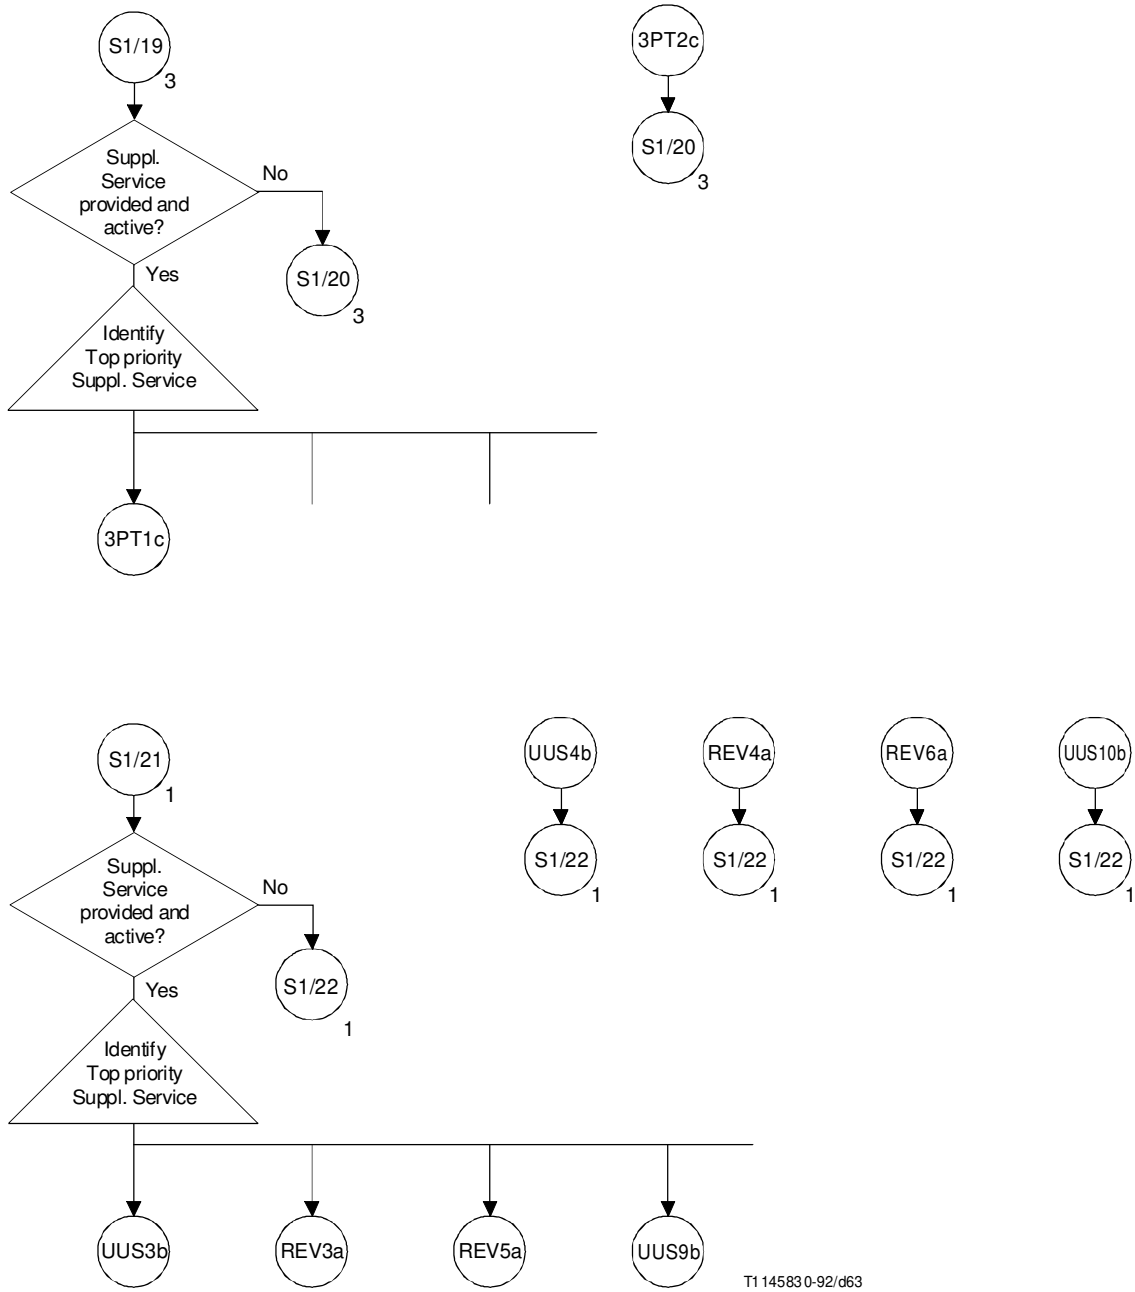 S1/19
3
Suppl.
Service
provided and
active?
No
S1/20
3
Yes
Identify
Top priority
Suppl. Service
3PT1c
3PT2c
S1/20
3
S1/21
1
Suppl.
Service
provided and
active?
No
S1/22
1
Yes
Identify
Top priority
Suppl. Service
UUS3b
REV3a
REV5a
UUS9b
UUS4b
S1/22
1
REV4a
S1/22
1
REV6a
S1/22
1
UUS10b
S1/22
1
T1145830-92/d63